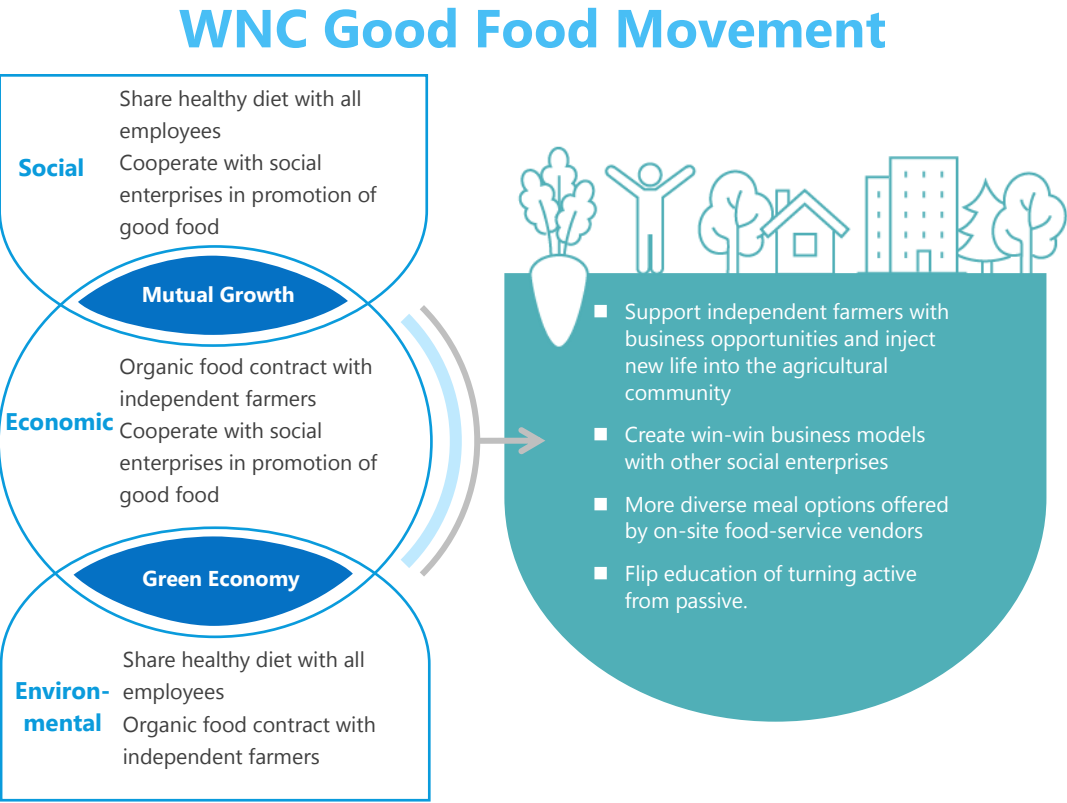 WNC Good Food Movement
Social
Share healthy diet with all
employees
Cooperate with social
enterprises in promotion of
good food
Mutual Growth
Economic
Organic food contract with
independent farmers
Cooperate with social
enterprises in promotion of
good food
Green Economy
Environ-
mental
Share healthy diet with all
employees
Organic food contract with
independent farmers
Support independent farmers with
business opportunities and inject
new life into the agricultural
community
Create win-win business models
with other social enterprises
More diverse meal options offered
by on-site food-service vendors
Flip education of turning active
from passive.